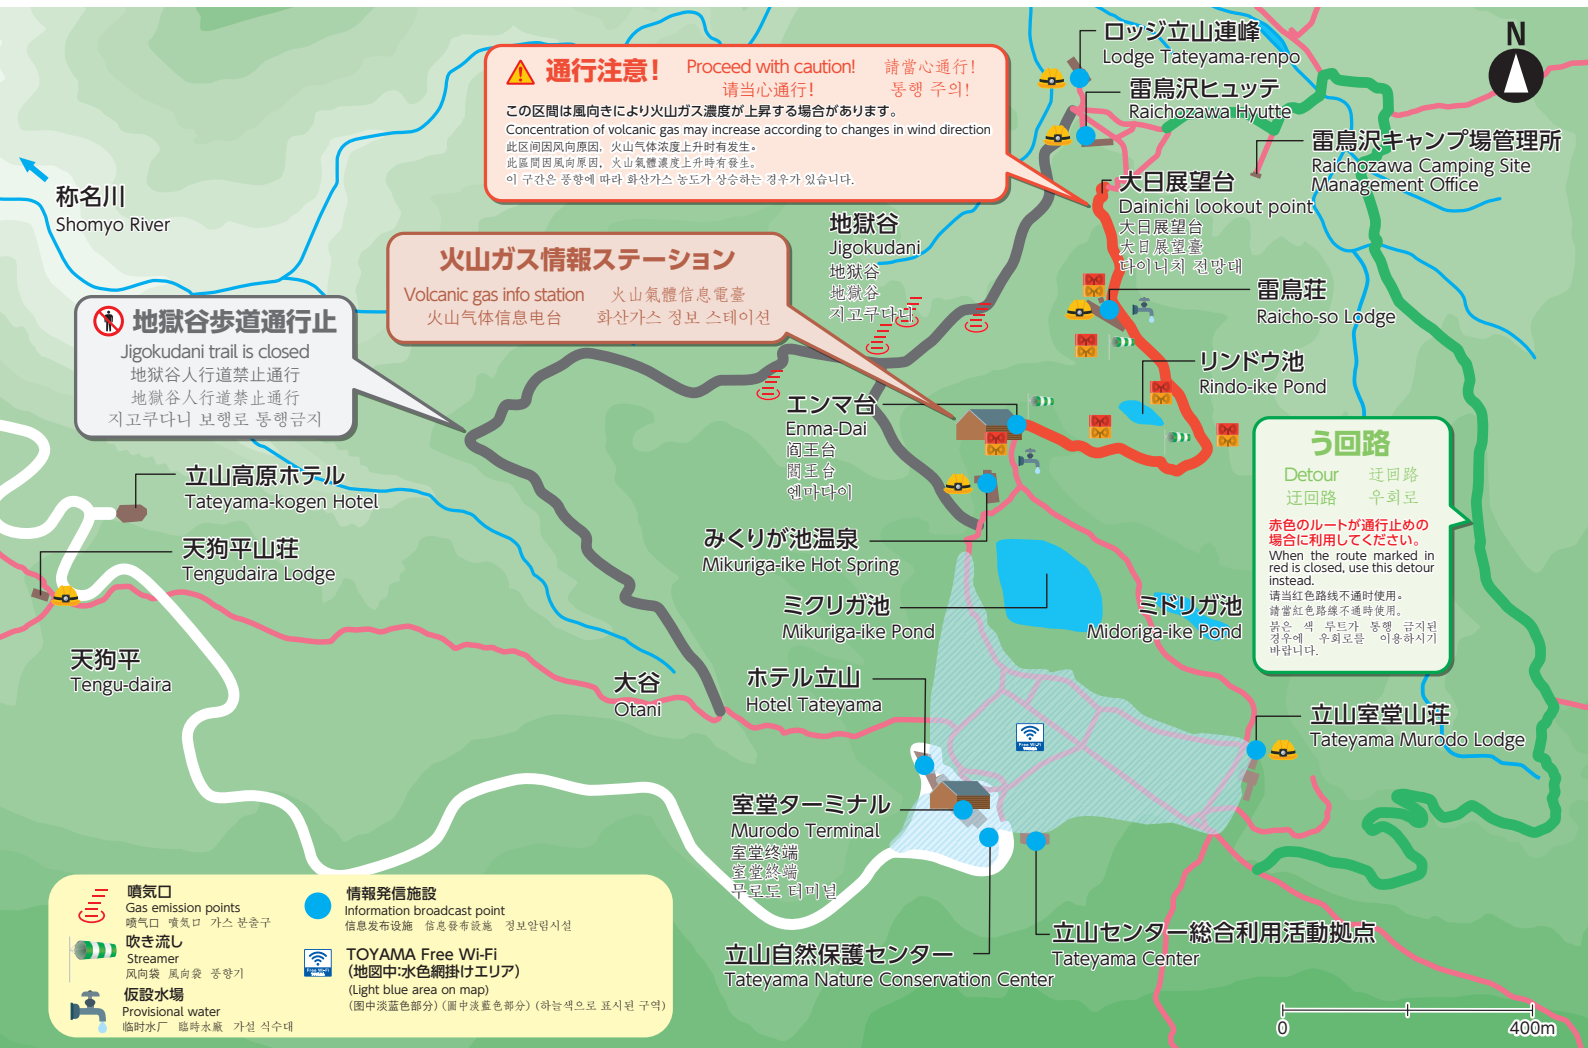 ロッジ立山連峰
Lodge Tateyama-renpo
N
通行注意！
Proceed with caution!
請當心通行！
请当心通行！
통행 주의!
この区間は風向きにより火山ガス濃度が上昇する場合があります。
Concentration of volcanic gas may increase according to changes in wind direction
此区间因风向原因，火山气体浓度上升时有发生。
此區間因風向原因，火山氣體濃度上升時有發生。
이 구간은 풍향에 따라 화산가스 농도가 상승하는 경우가 있습니다.
雷鳥沢ヒュッテ
Raichozawa Hyutte
雷鳥沢キャンプ場管理所
Raichozawa Camping Site
Management Office
称名川
Shomyo River
大日展望台
Dainichi lookout point
大日展望台
大日展望臺
다이니치 전망대
地獄谷
Jigokudani
地狱谷
地獄谷
지고쿠다니
火山ガス情報ステーション
Volcanic gas info station
火山氣體信息電臺
火山气体信息电台
화산가스 정보 스테이션
雷鳥荘
Raicho-so Lodge
地獄谷歩道通行止
Jigokudani trail is closed
地狱谷人行道禁止通行
地獄谷人行道禁止通行
지고쿠다니 보행로 통행금지
リンドウ池
Rindo-ike Pond
エンマ台
Enma-Dai
阎王台
閻王台
엔마다이
う回路
Detour
迂回路
迂回路
우회로
赤色のルートが通行止めの
場合に利用してください。
When the route marked in
red is closed, use this detour
instead.
请当红色路线不通时使用。
請當紅色路線不通時使用。
붉은 색 루트가 통행 금지된
경우에 우회로를 이용하시기
바랍니다.
立山高原ホテル
Tateyama-kogen Hotel
天狗平山荘
Tengudaira Lodge
みくりが池温泉
Mikuriga-ike Hot Spring
ミクリガ池
Mikuriga-ike Pond
ミドリガ池
Midoriga-ike Pond
天狗平
Tengu-daira
大谷
Otani
ホテル立山
Hotel Tateyama
Free Wi-Fi
立山室堂山荘
Tateyama Murodo Lodge
室堂ターミナル
Murodo Terminal
室堂终端
室堂終端
무로도 터미널
立山自然保護センター
Tateyama Nature Conservation Center
立山センター総合利用活動拠点
Tateyama Center
噴気口
Gas emission points
喷气口 噴気口 가스 분출구
吹き流し
Streamer
风向袋 風向袋 풍향기
仮設水場
Provisional water
临时水厂 臨時水廠 가설 식수대
情報発信施設
Information broadcast point
信息发布设施 信息發布設施 정보알림시설
Free Wi-Fi
TOYAMA Free Wi-Fi
（地図中:水色網掛けエリア）
(Light blue area on map)
（图中淡蓝色部分）（圖中淡藍色部分）（하늘색으로 표시된 구역）
0
400m